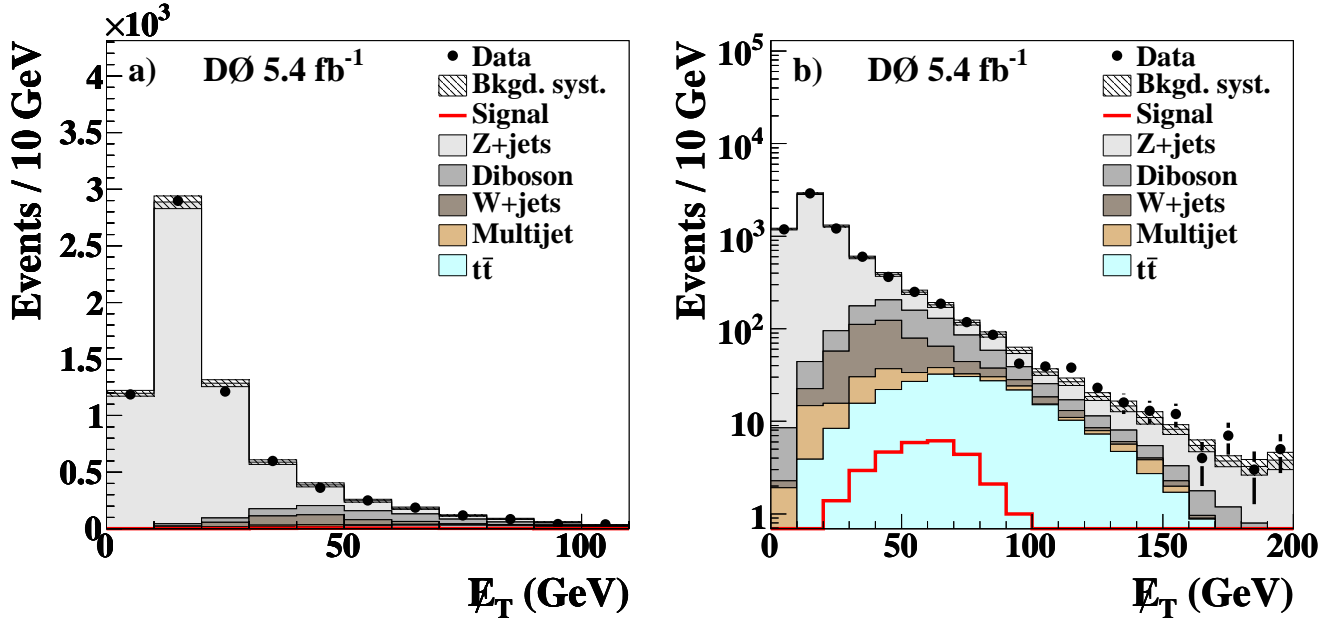 ×10³
Events / 10 GeV
a) DØ 5.4 fb⁻¹
Data
Bkgd. syst.
Signal
Z+jets
Diboson
W+jets
Multijet
tt̄
4
3.5
3
2.5
2
1.5
1
0.5
0
0 50 100
E̸_T (GeV)
Events / 10 GeV
b) DØ 5.4 fb⁻¹
Data
Bkgd. syst.
Signal
Z+jets
Diboson
W+jets
Multijet
tt̄
10⁵
10⁴
10³
10²
10
1
0 50 100 150 200
E̸_T (GeV)